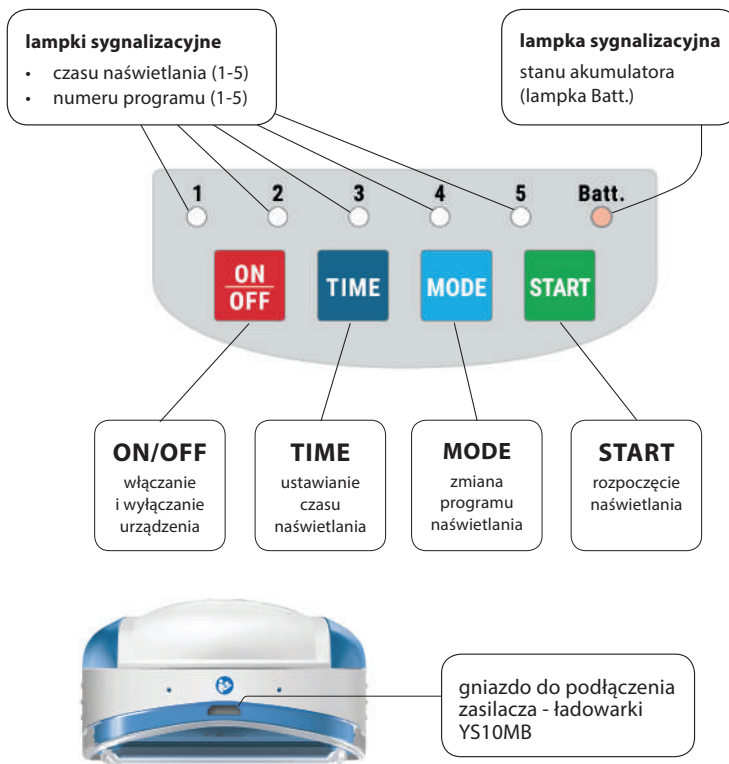 lampki sygnalizacyjne
• czasu naświetlania (1-5)
• numeru programu (1-5)
lampka sygnalizacyjna
stanu akumulatora
(lampka Batt.)
1 2 3 4 5 Batt.
ON
OFF
TIME
MODE
START
ON/OFF
włączanie
i wyłączanie
urządzenia
TIME
ustawianie
czasu
naświetlania
MODE
zmiana
programu
naświetlania
START
rozpoczęcie
naświetlania
gniazdo do podłączenia
zasilacza - ładowarki
YS10MB